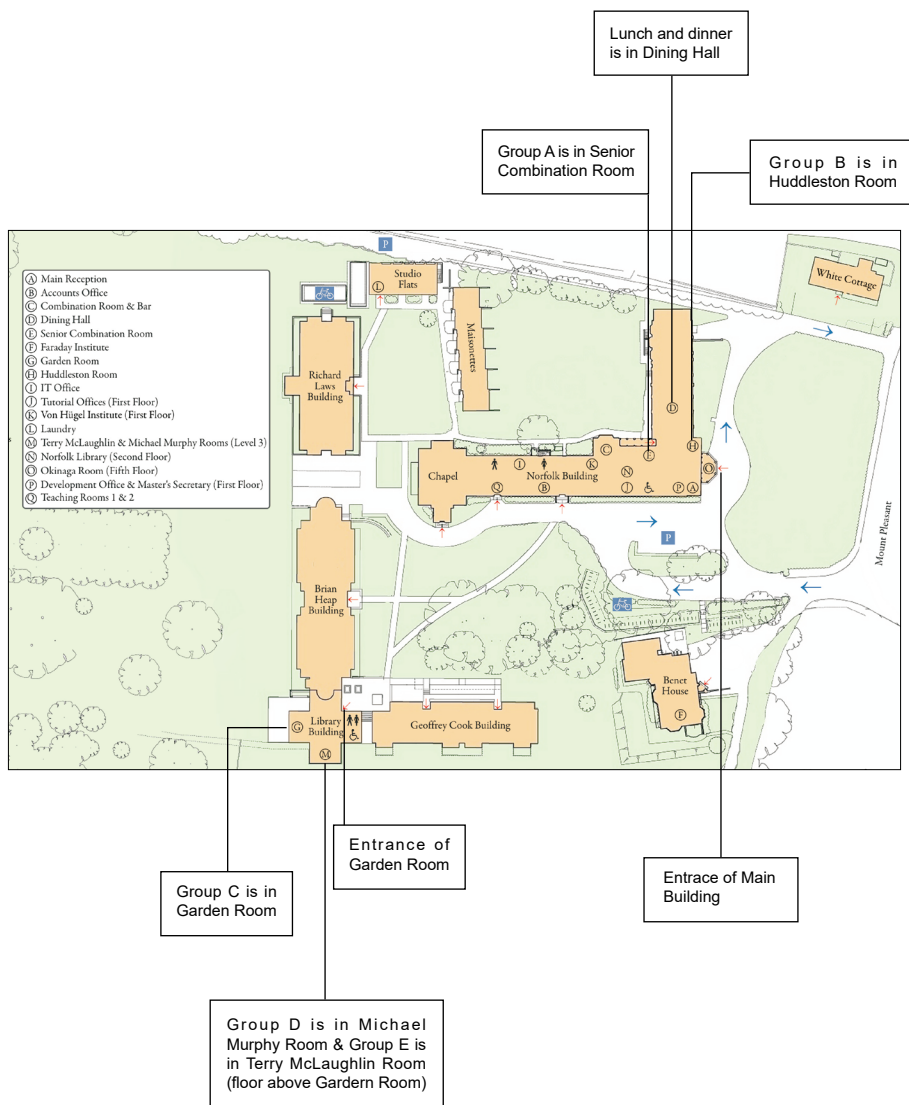 Lunch and dinner
is in Dining Hall
Group A is in Senior
Combination Room
Group B is in
Huddleston Room
P
A Main Reception
B Accounts Office
C Combination Room & Bar
D Dining Hall
E Senior Combination Room
F Faraday Institute
G Garden Room
H Huddleston Room
I IT Office
J Tutorial Offices (First Floor)
K Von Hügel Institute (First Floor)
L Laundry
M Terry McLaughlin & Michael Murphy Rooms (Level 3)
N Norfolk Library (Second Floor)
O Okinaga Room (Fifth Floor)
P Development Office & Master's Secretary (First Floor)
Q Teaching Rooms 1 & 2
Studio
Flats
L
White Cottage
Maisonettes
Richard
Laws
Building
D
C
E
H
Chapel
I
K
Norfolk Building
N
O
Q
B
J
P
A
P
Mount Pleasant
Brian
Heap
Building
Benet
House
F
G
Library
Building
M
Geoffrey Cook Building
Entrance of
Garden Room
Group C is in
Garden Room
Entrace of Main
Building
Group D is in Michael
Murphy Room & Group E is
in Terry McLaughlin Room
(floor above Gardern Room)